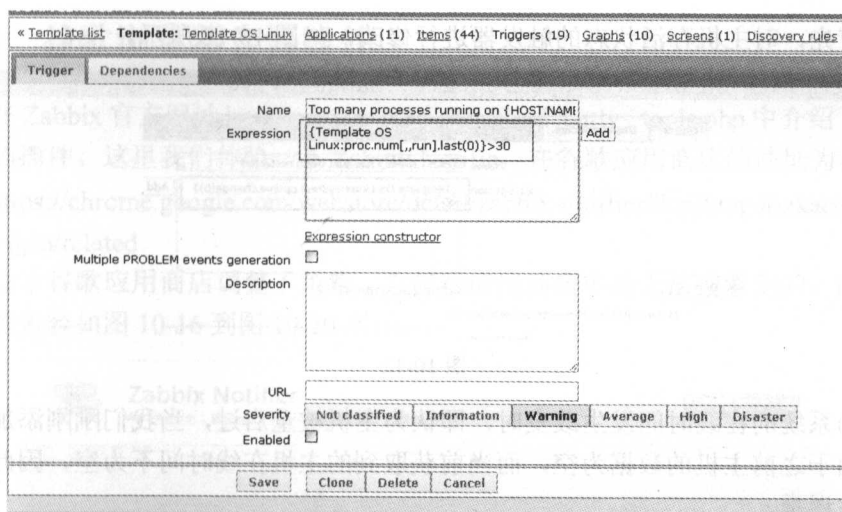 « Template list Template: Template OS Linux Applications (11) Items (44) Triggers (19) Graphs (10) Screens (1) Discovery rules
Trigger Dependencies
Name Too many processes running on {HOST.NAMI
Expression {Template OS
Linux:proc.num[,,run].last(0)}>30
Add
Expression constructor
Multiple PROBLEM events generation
Description
URL
Severity Not classified Information Warning Average High Disaster
Enabled
Save Clone Delete Cancel